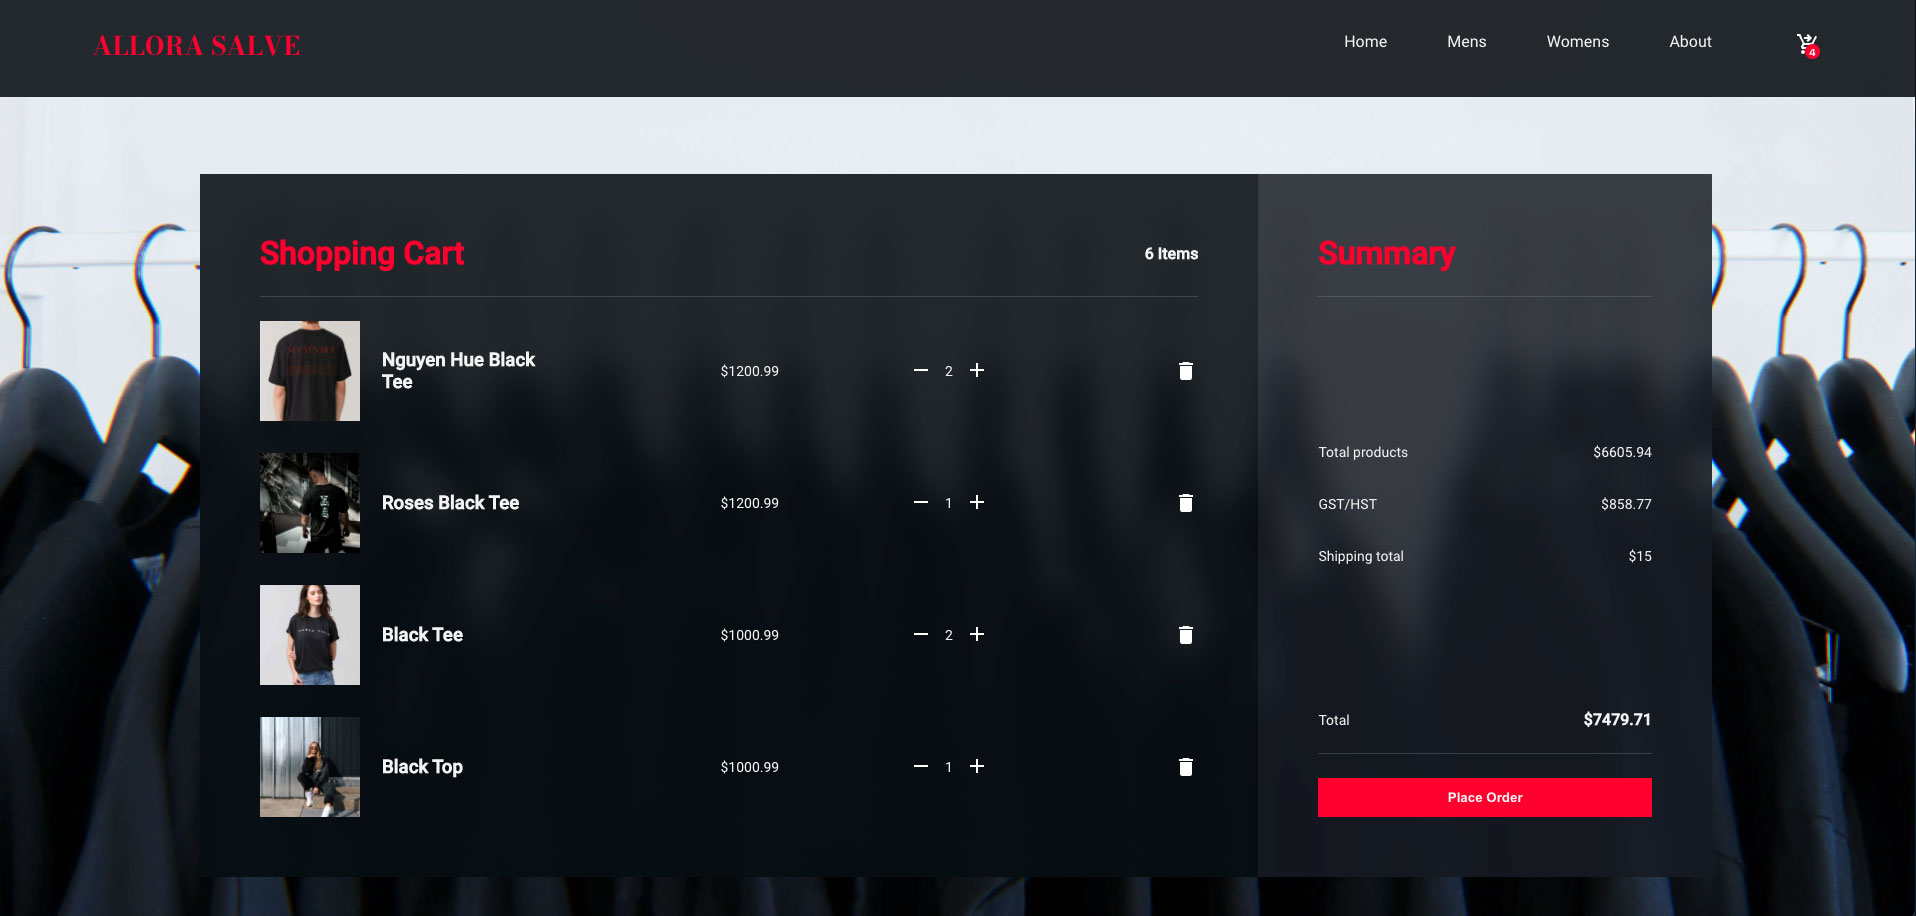 ALLORA SALVE
Home Mens Womens About
4
Shopping Cart
6 Items
Nguyen Hue Black
Tee
$1200.99
2
Roses Black Tee
$1200.99
1
Black Tee
$1000.99
2
Black Top
$1000.99
1
Summary
Total products $6605.94
GST/HST $858.77
Shipping total $15
Total $7479.71
Place Order